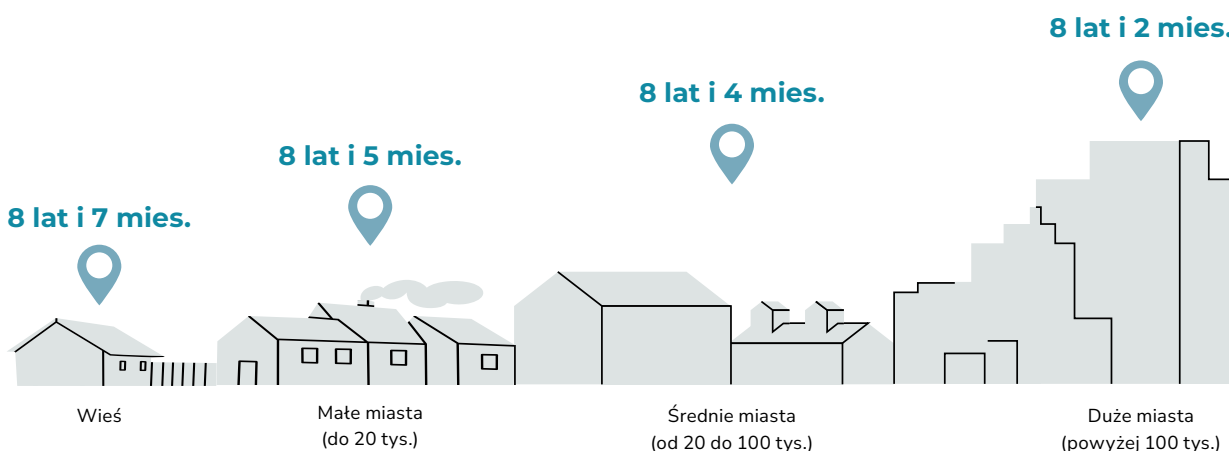 8 lat i 7 mies.
8 lat i 5 mies.
8 lat i 4 mies.
8 lat i 2 mies.
Wieś
Małe miasta
(do 20 tys.)
Średnie miasta
(od 20 do 100 tys.)
Duże miasta
(powyżej 100 tys.)